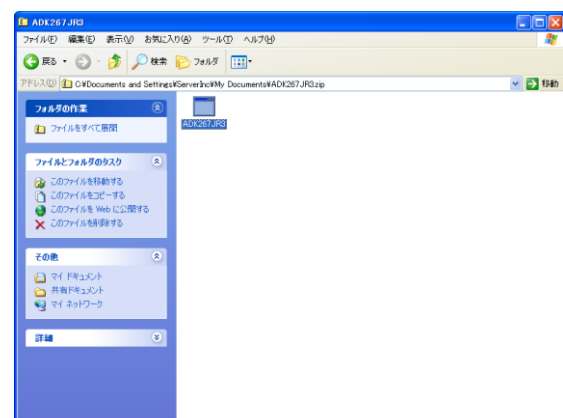 ADK267JR3
ファイル(F) 編集(E) 表示(V) お気に入り(A) ツール(T) ヘルプ(H)
戻る 検索 フォルダ
アドレス(D) C:¥Documents and Settings¥ServerInc¥My Documents¥ADK267JR3.zip 移動
フォルダの作業
ファイルをすべて展開
ADK267JR3
ファイルとフォルダのタスク
このファイルを移動する
このファイルをコピーする
このファイルを Web に公開する
このファイルを削除する
その他
マイ ドキュメント
共有ドキュメント
マイ ネットワーク
詳細